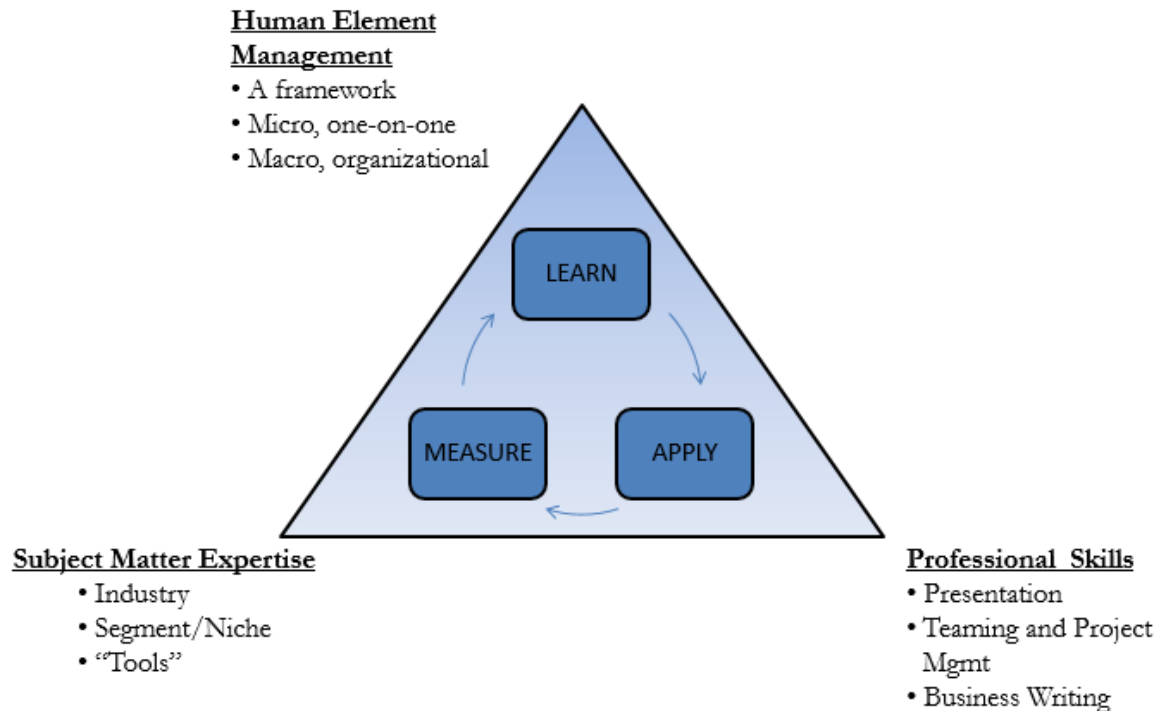 Human Element
Management
• A framework
• Micro, one-on-one
• Macro, organizational
LEARN
MEASURE
APPLY
Subject Matter Expertise
• Industry
• Segment/Niche
• “Tools”
Professional Skills
• Presentation
• Teaming and Project
Mgmt
• Business Writing